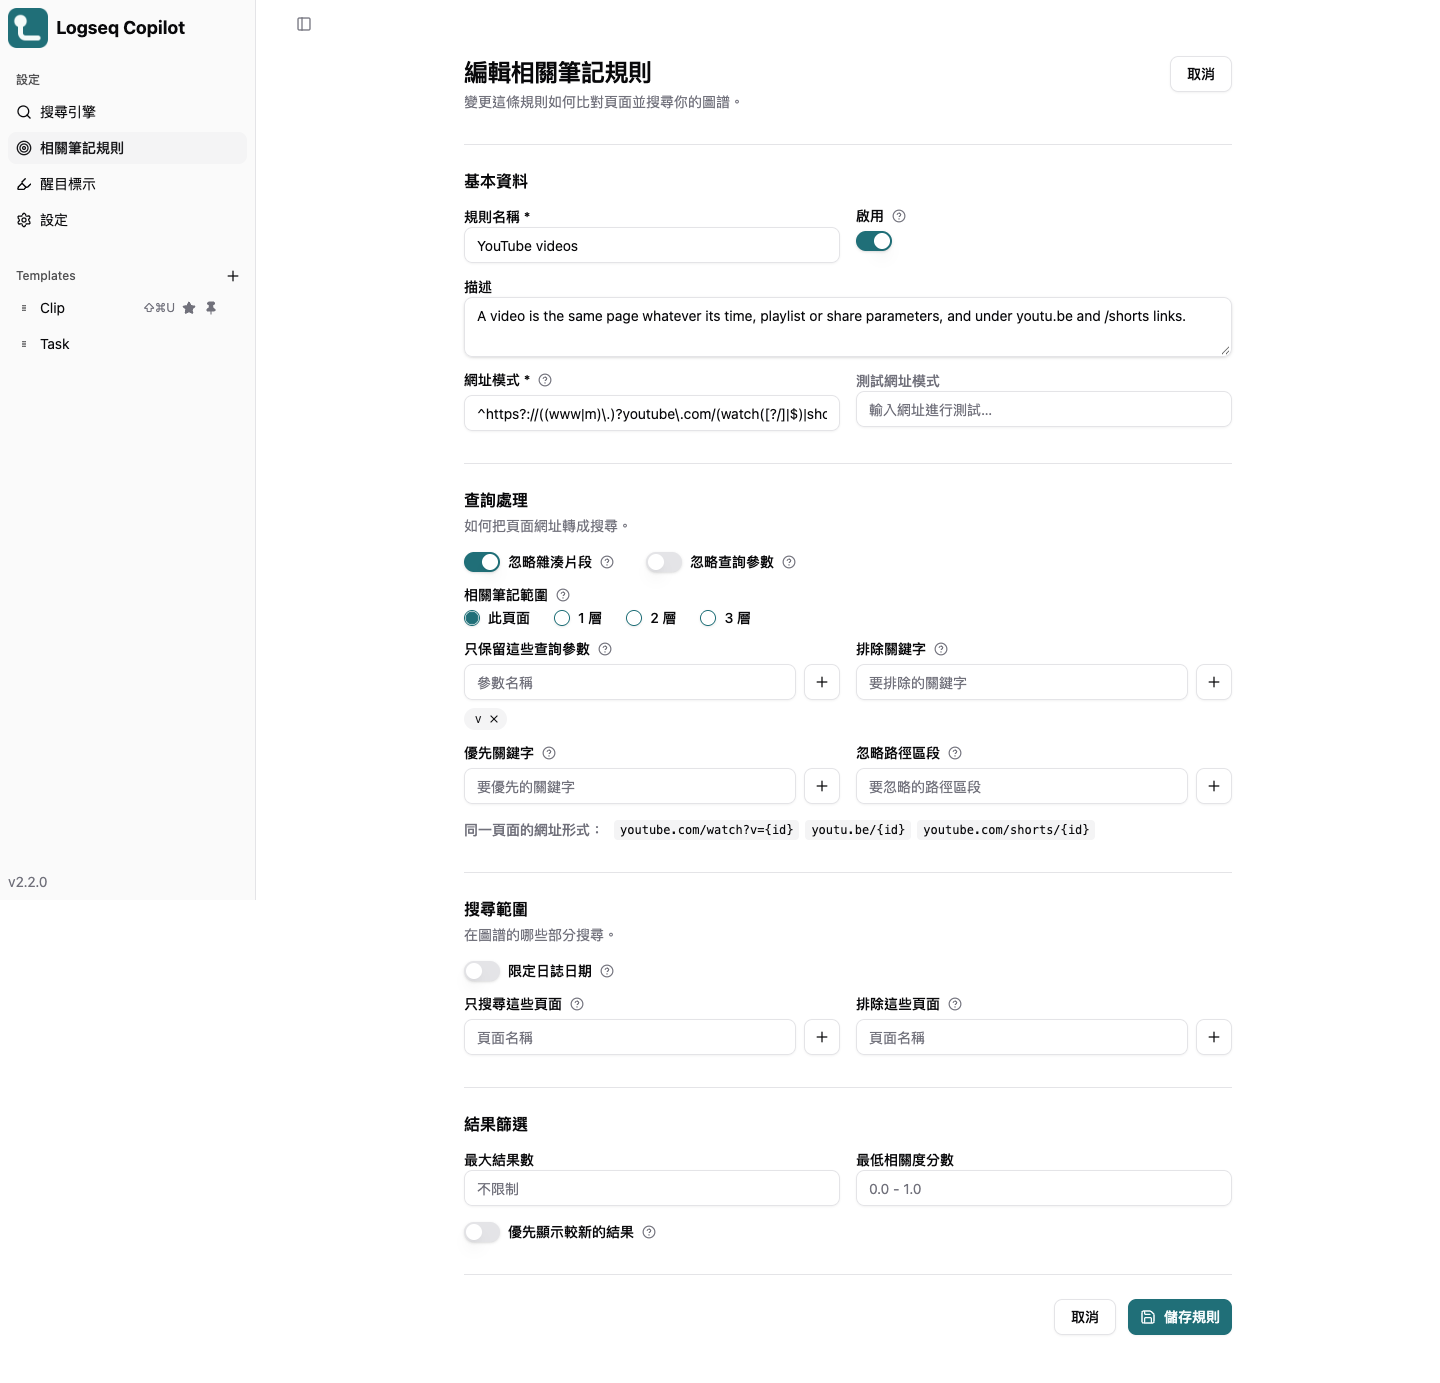 Logseq Copilot
設定
搜尋引擎
相關筆記規則
醒目標示
設定
Templates
Clip ⇧⌘U
Task
v2.2.0
編輯相關筆記規則
取消
變更這條規則如何比對頁面並搜尋你的圖譜。
基本資料
規則名稱 *
啟用
YouTube videos
描述
A video is the same page whatever its time, playlist or share parameters, and under youtu.be and /shorts links.
網址模式 *
測試網址模式
^https?://((www|m)\.)?youtube\.com/(watch([?/]|$)|sho
輸入網址進行測試...
查詢處理
如何把頁面網址轉成搜尋。
忽略雜湊片段
忽略查詢參數
相關筆記範圍
此頁面 1 層 2 層 3 層
只保留這些查詢參數
排除關鍵字
參數名稱
要排除的關鍵字
v ×
優先關鍵字
忽略路徑區段
要優先的關鍵字
要忽略的路徑區段
同一頁面的網址形式： youtube.com/watch?v={id} youtu.be/{id} youtube.com/shorts/{id}
搜尋範圍
在圖譜的哪些部分搜尋。
限定日誌日期
只搜尋這些頁面
排除這些頁面
頁面名稱
頁面名稱
結果篩選
最大結果數
最低相關度分數
不限制
0.0 - 1.0
優先顯示較新的結果
取消
儲存規則